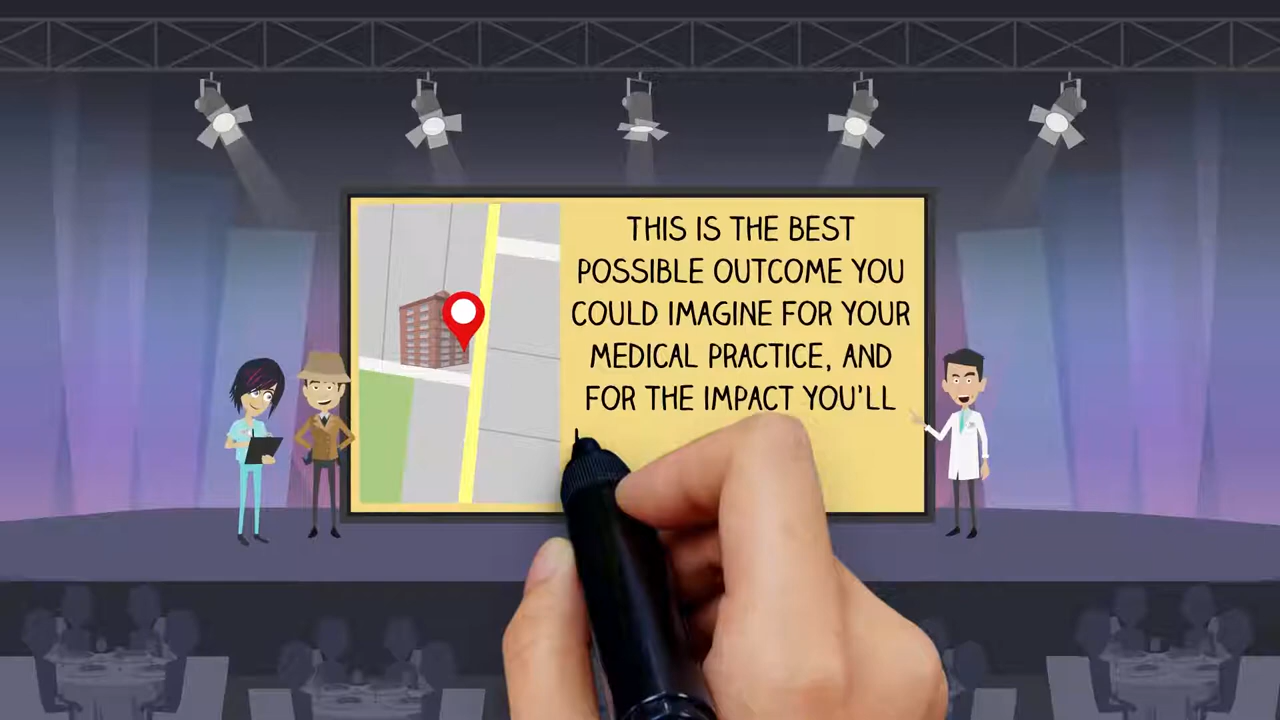 THIS IS THE BEST
POSSIBLE OUTCOME YOU
COULD IMAGINE FOR YOUR
MEDICAL PRACTICE, AND
FOR THE IMPACT YOU'LL